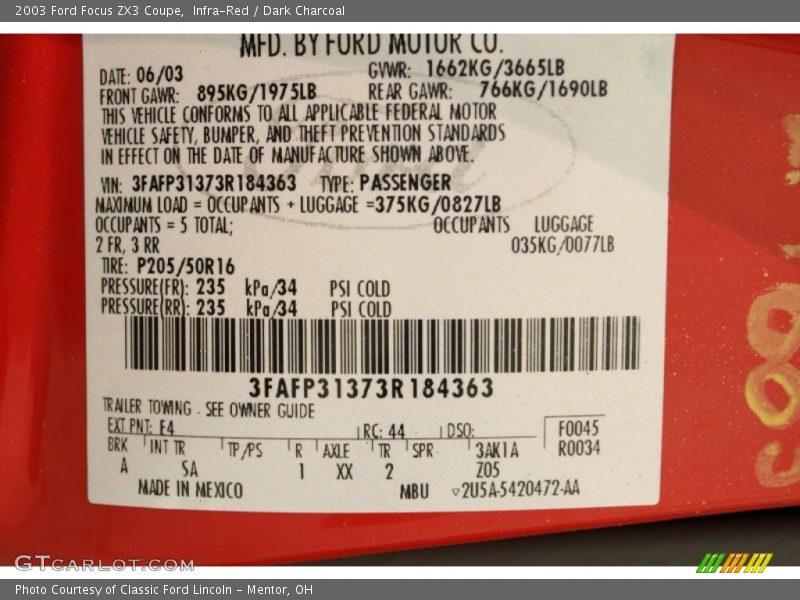 2003 Ford Focus ZX3 Coupe,  Infra-Red / Dark Charcoal
MFD. BY FORD MOTOR CO.
DATE: 06/03 GVWR: 1662KG/3665LB
FRONT GAWR: 895KG/1975LB REAR GAWR: 766KG/1690LB
THIS VEHICLE CONFORMS TO ALL APPLICABLE FEDERAL MOTOR
VEHICLE SAFETY, BUMPER, AND THEFT PREVENTION STANDARDS
IN EFFECT ON THE DATE OF MANUFACTURE SHOWN ABOVE.
VIN: 3FAFP31373R184363 TYPE: PASSENGER
MAXIMUM LOAD = OCCUPANTS + LUGGAGE =375KG/0827LB
OCCUPANTS = 5 TOTAL; OCCUPANTS LUGGAGE
2 FR, 3 RR 035KG/0077LB
TIRE: P205/50R16
PRESSURE(FR): 235 kPa/34 PSI COLD
PRESSURE(RR): 235 kPa/34 PSI COLD
3FAFP31373R184363
TRAILER TOWING - SEE OWNER GUIDE
EXT PNT: E4 RC: 44 DSO: F0045
BRK INT TR TP/PS R AXLE TR SPR 3AK1A R0034
A SA 1 XX 2 Z05
MADE IN MEXICO MBU ▽2U5A-5420472-AA
GTCARLOT.COM
Photo Courtesy of Classic Ford Lincoln - Mentor, OH